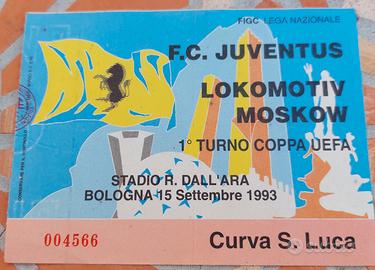 FIGC LEGA NAZIONALE
F.C. JUVENTUS
LOKOMOTIV
MOSKOW
1° TURNO COPPA UEFA
STADIO R. DALL'ARA
BOLOGNA 15 Settembre 1993
004566
Curva S. Luca